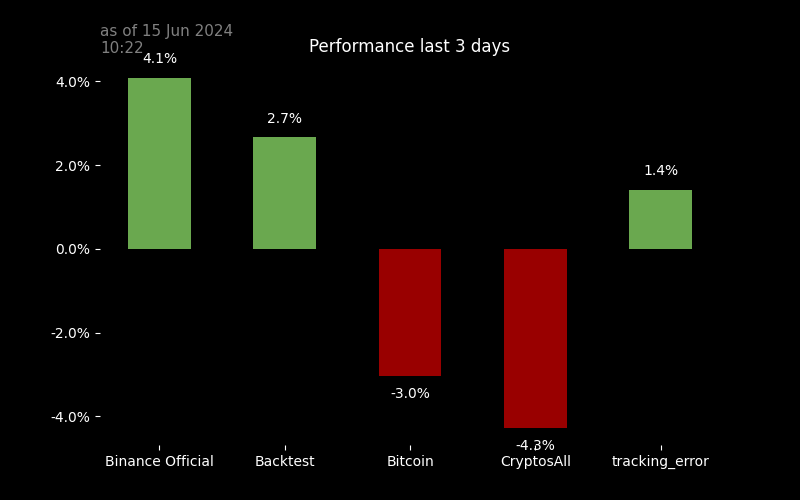 as of 15 Jun 2024
10:22
Performance last 3 days
4.1%
2.7%
1.4%
-3.0%
-4.3%
4.0%
2.0%
0.0%
-2.0%
-4.0%
Binance Official
Backtest
Bitcoin
CryptosAll
tracking_error